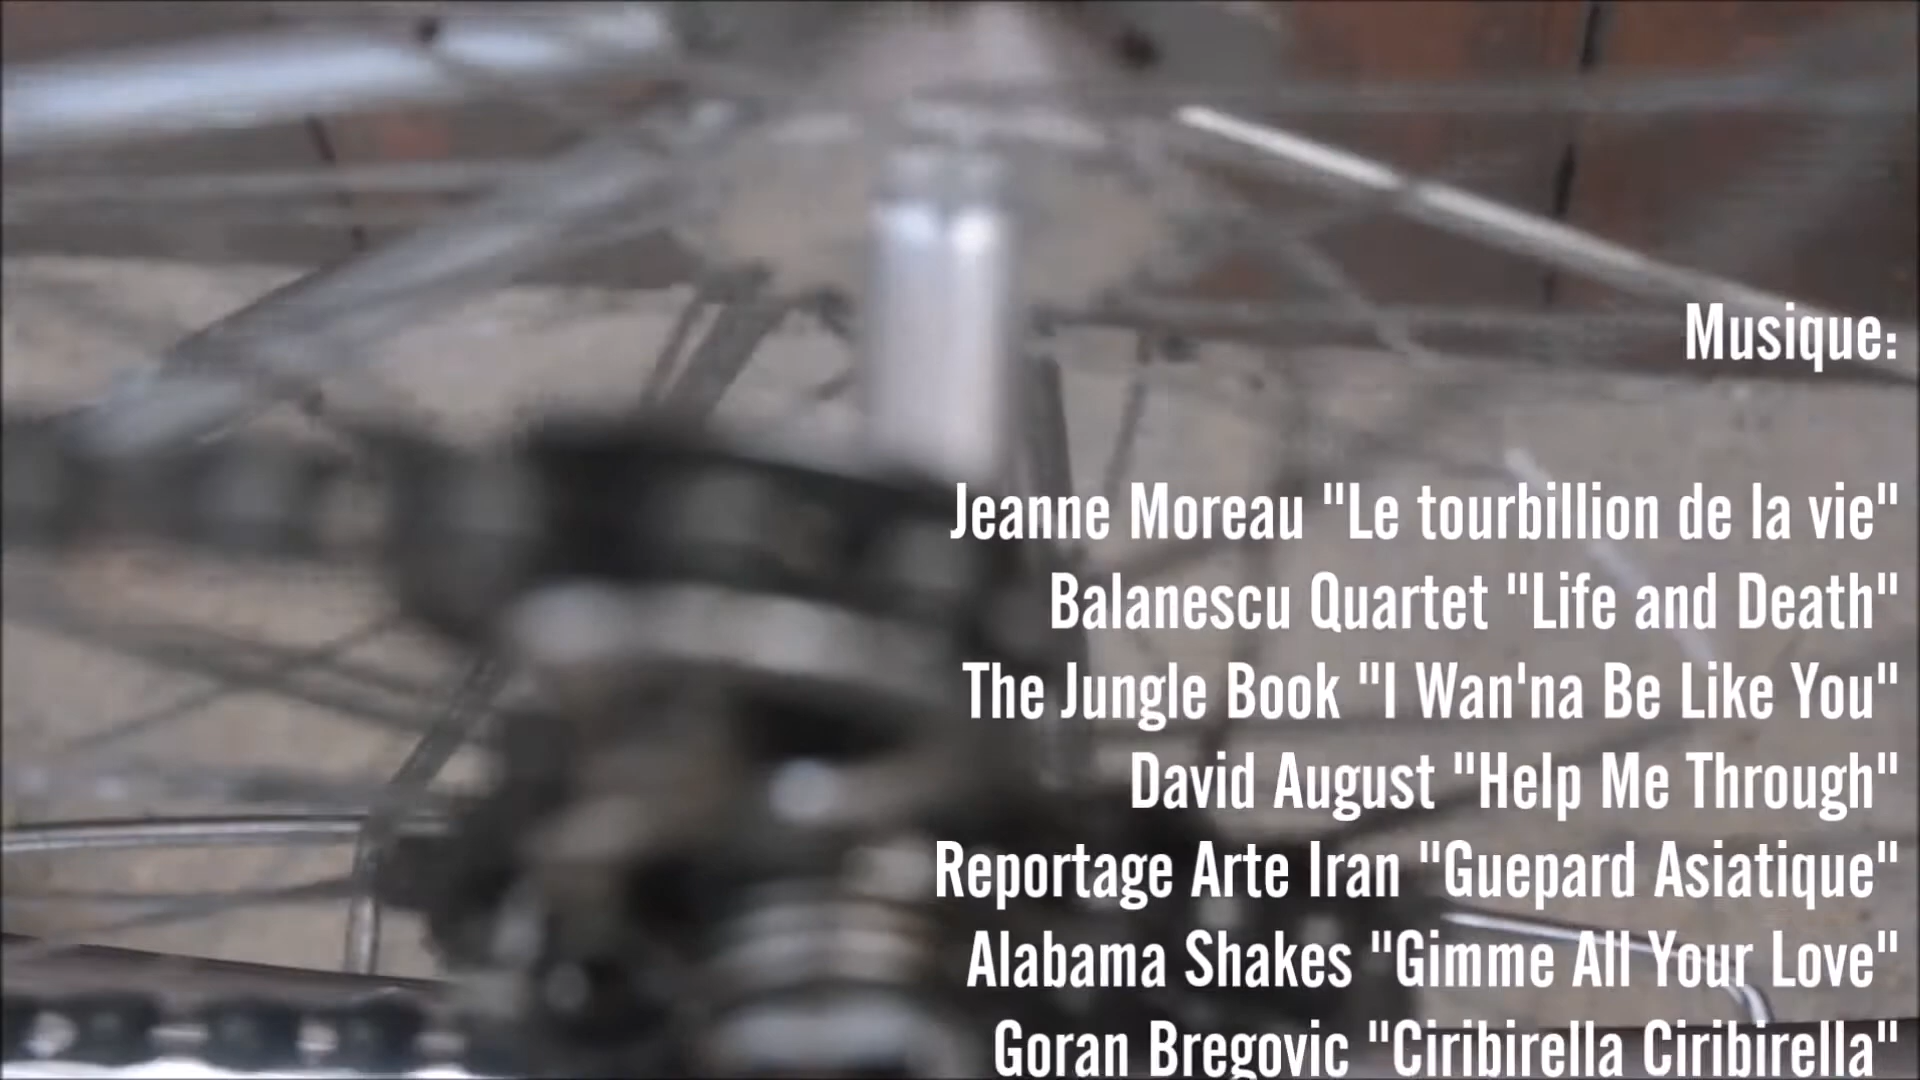 Musique:
Jeanne Moreau "Le tourbillion de la vie"
Balanescu Quartet "Life and Death"
The Jungle Book "I Wan'na Be Like You"
David August "Help Me Through"
Reportage Arte Iran "Guepard Asiatique"
Alabama Shakes "Gimme All Your Love"
Goran Bregovic "Ciribirella Ciribirella"